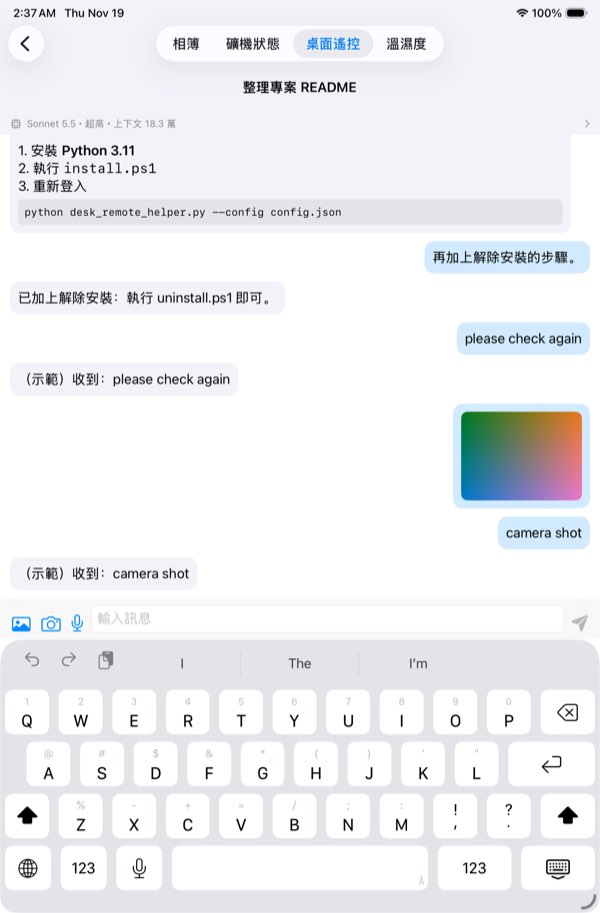 2:37 AM Thu Nov 19
100%
相簿 礦機狀態 桌面遙控 溫濕度
整理專案 README
Sonnet 5.5・超高・上下文 18.3 萬
1. 安裝 Python 3.11
2. 執行 install.ps1
3. 重新登入
python desk_remote_helper.py --config config.json
再加上解除安裝的步驟。
已加上解除安裝：執行 uninstall.ps1 即可。
please check again
（示範）收到：please check again
camera shot
（示範）收到：camera shot
輸入訊息
I The I'm
1 2 3 4 5 6 7 8 9 0
Q W E R T Y U I O P
@ # $ & * ( ) ' "
A S D F G H J K L
% - + = / ; : ! ?
Z X C V B N M , .
123 123
A